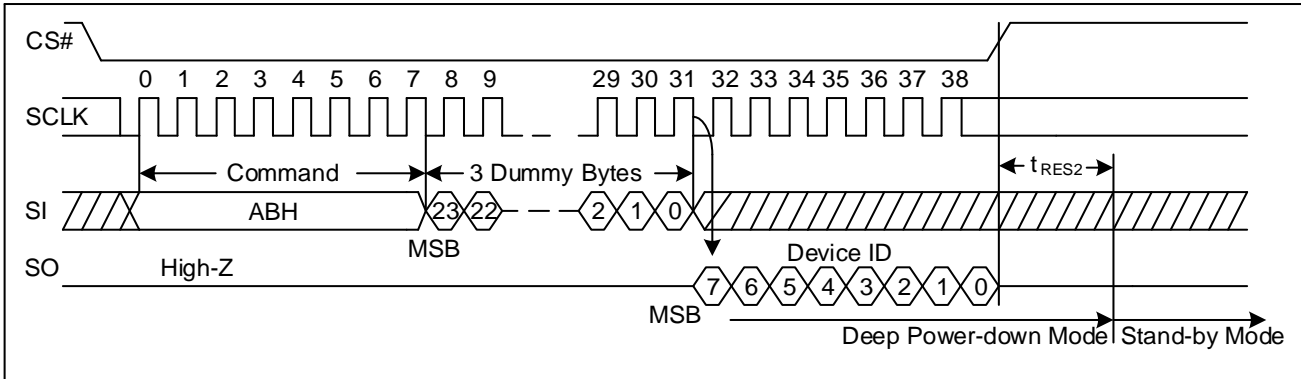 CS#
0 1 2 3 4 5 6 7 8 9 29 30 31 32 33 34 35 36 37 38
SCLK
Command 3 Dummy Bytes tRES2
SI ABH 23 22 2 1 0
MSB
SO High-Z Device ID
7 6 5 4 3 2 1 0
MSB
Deep Power-down Mode Stand-by Mode